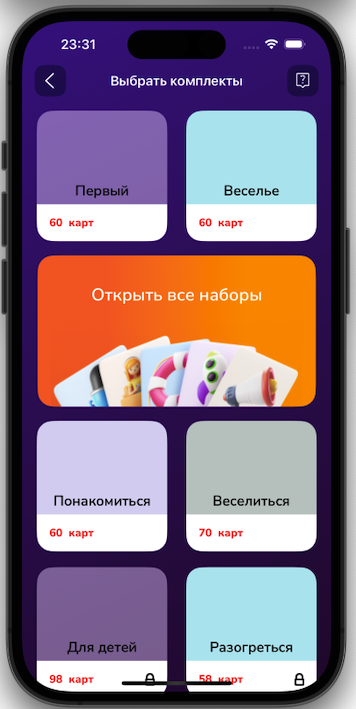 23:31
Выбрать комплекты
Первый
Веселье
60 карт
60 карт
Открыть все наборы
Понакомиться
Веселиться
60 карт
70 карт
Для детей
Разогреться
98 карт
58 карт